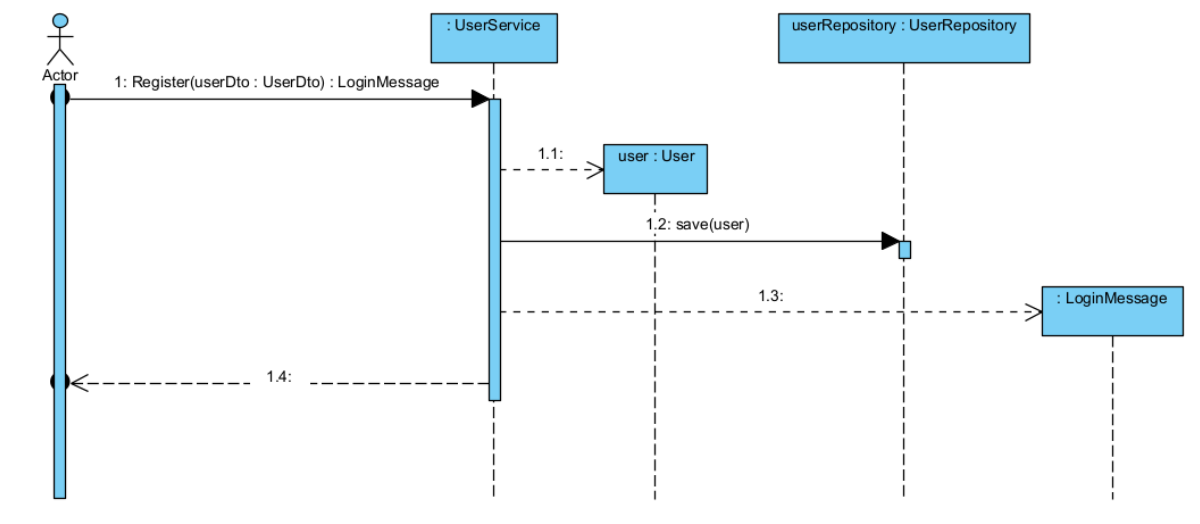 : UserService
userRepository : UserRepository
Actor
1: Register(userDto : UserDto) : LoginMessage
1.1:
user : User
1.2: save(user)
1.3:
: LoginMessage
1.4: